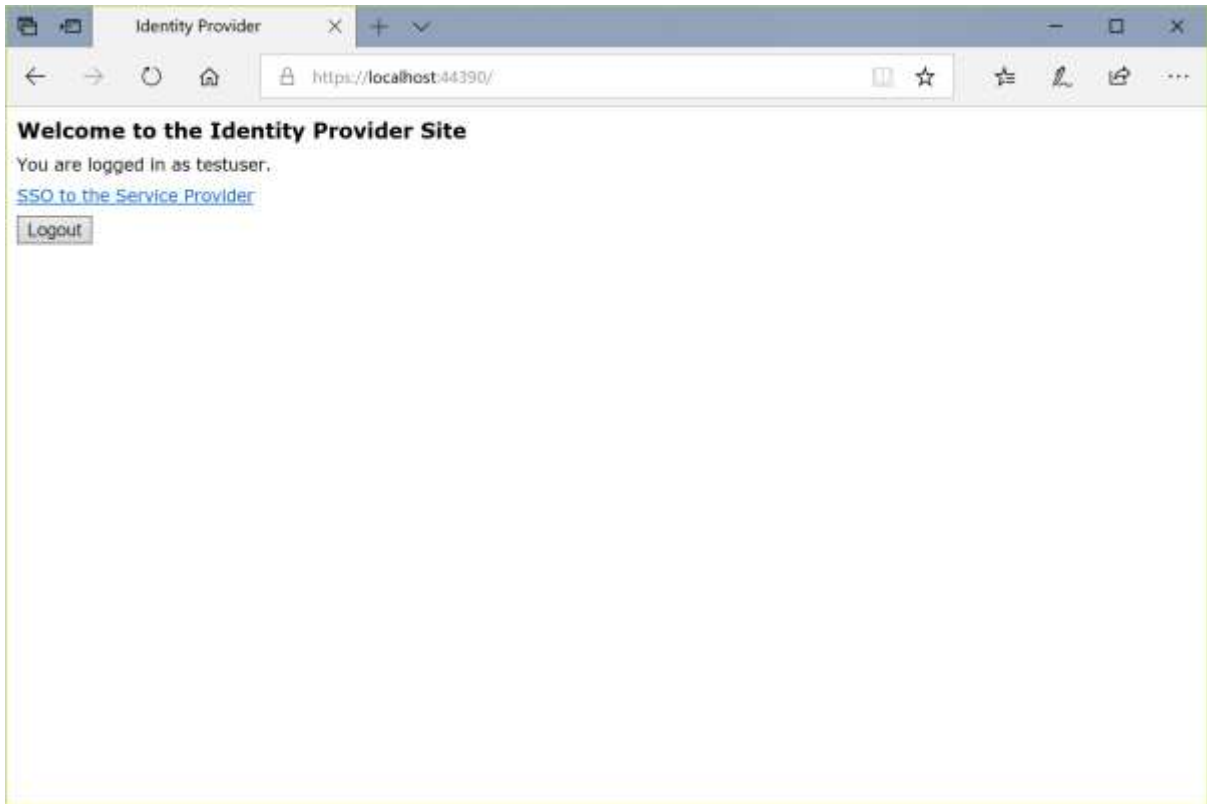 Identity Provider
https://localhost:44390/
Welcome to the Identity Provider Site
You are logged in as testuser.
SSO to the Service Provider
Logout